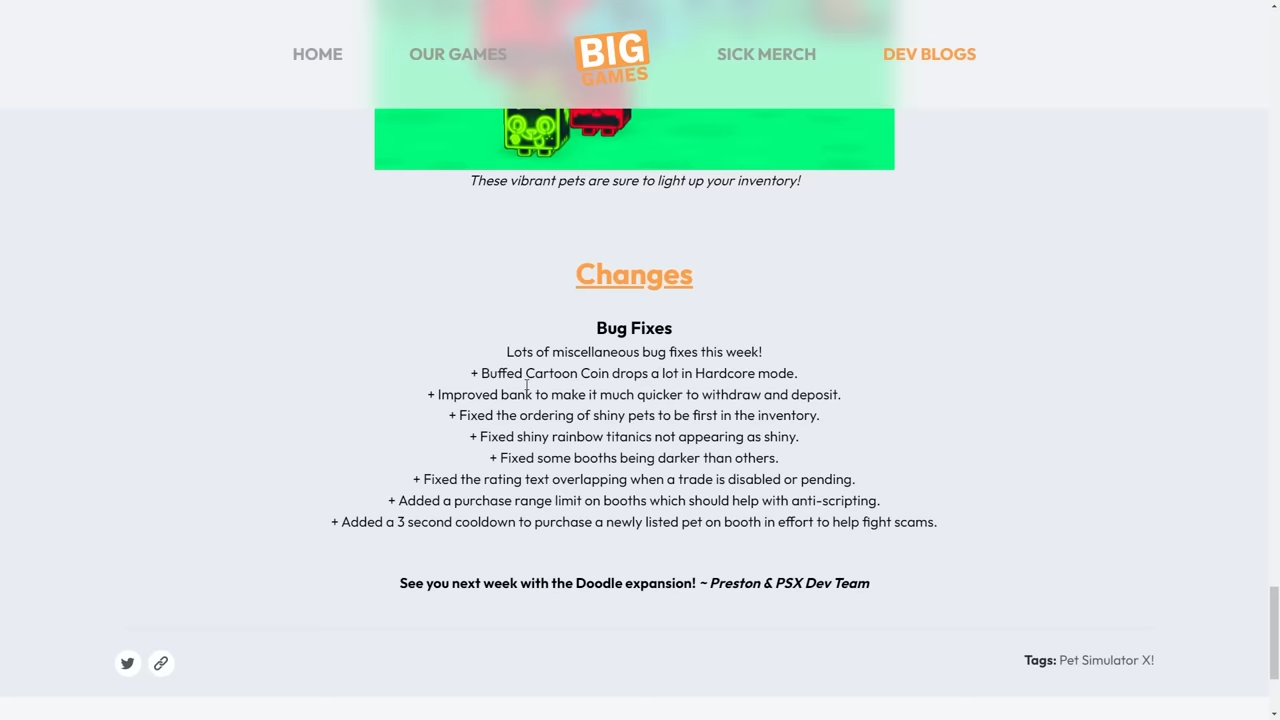 HOME
OUR GAMES
BIG
GAMES
SICK MERCH
DEV BLOGS
These vibrant pets are sure to light up your inventory!
Changes
Bug Fixes
Lots of miscellaneous bug fixes this week!
+ Buffed Cartoon Coin drops a lot in Hardcore mode.
+ Improved bank to make it much quicker to withdraw and deposit.
+ Fixed the ordering of shiny pets to be first in the inventory.
+ Fixed shiny rainbow titanics not appearing as shiny.
+ Fixed some booths being darker than others.
+ Fixed the rating text overlapping when a trade is disabled or pending.
+ Added a purchase range limit on booths which should help with anti-scripting.
+ Added a 3 second cooldown to purchase a newly listed pet on booth in effort to help fight scams.
See you next week with the Doodle expansion! ~ Preston & PSX Dev Team
Tags: Pet Simulator X!